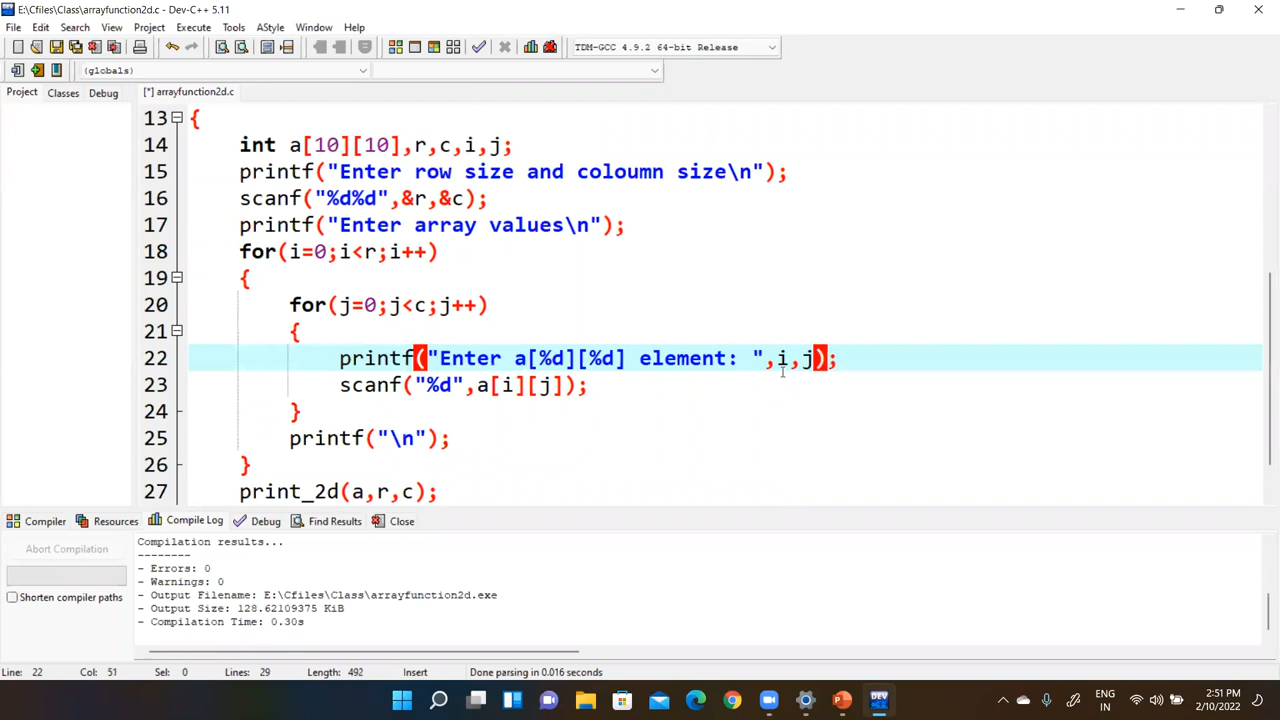 E:\Cfiles\Class\arrayfunction2d.c - Dev-C++ 5.11
File Edit Search View Project Execute Tools AStyle Window Help
TDM-GCC 4.9.2 64-bit Release
(globals)
Project Classes Debug
[*] arrayfunction2d.c
13 {
14 int a[10][10],r,c,i,j;
15 printf("Enter row size and coloumn size\n");
16 scanf("%d%d",&r,&c);
17 printf("Enter array values\n");
18 for(i=0;i<r;i++)
19 {
20 for(j=0;j<c;j++)
21 {
22 printf("Enter a[%d][%d] element: ",i,j);
23 scanf("%d",a[i][j]);
24 }
25 printf("\n");
26 }
27 print_2d(a,r,c);
Compiler Resources Compile Log Debug Find Results Close
Abort Compilation
Shorten compiler paths
Compilation results...
--------
- Errors: 0
- Warnings: 0
- Output Filename: E:\Cfiles\Class\arrayfunction2d.exe
- Output Size: 128.62109375 KiB
- Compilation Time: 0.30s
Line: 22 Col: 51 Sel: 0 Lines: 29 Length: 492 Insert Done parsing in 0.016 seconds
DEV
ENG
IN
2:51 PM
2/10/2022